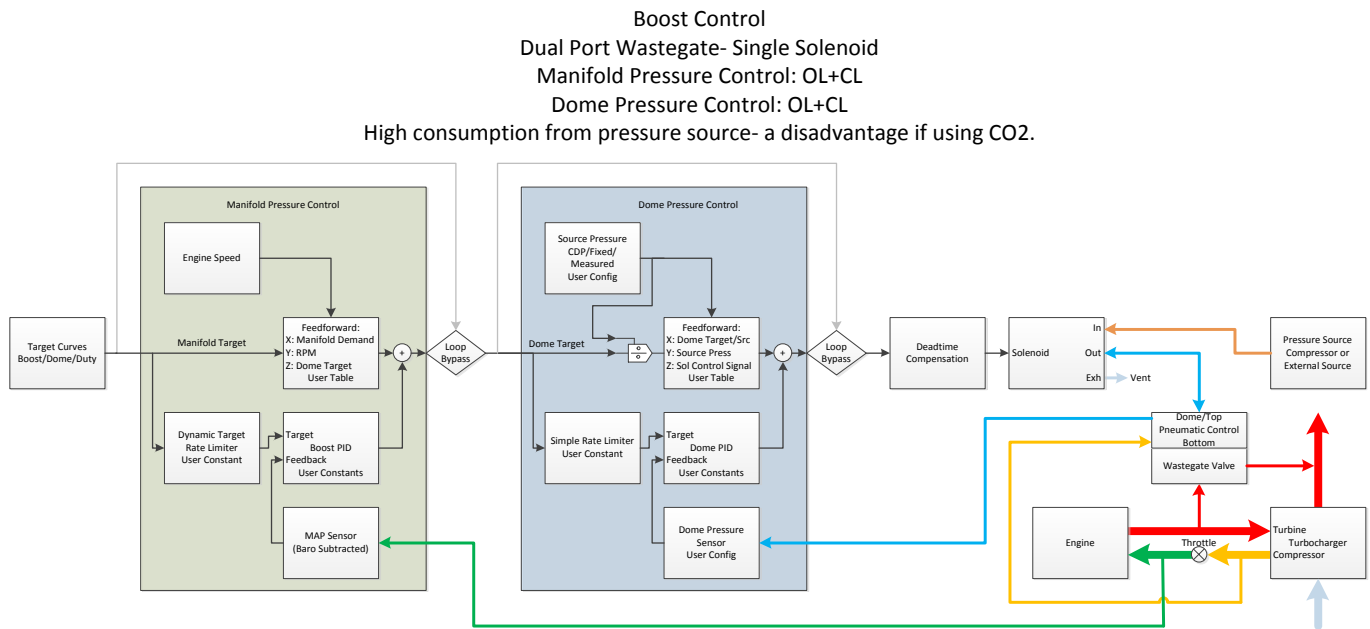 Boost Control
Dual Port Wastegate- Single Solenoid
Manifold Pressure Control: OL+CL
Dome Pressure Control: OL+CL
High consumption from pressure source- a disadvantage if using CO2.
Manifold Pressure Control
Dome Pressure Control
Engine Speed
Source Pressure
CDP/Fixed/
Measured
User Config
Target Curves
Boost/Dome/Duty
Manifold Target
Feedforward:
X: Manifold Demand
Y: RPM
Z: Dome Target
User Table
+
Loop
Bypass
Dome Target
÷
Feedforward:
X: Dome Target/Src
Y: Source Press
Z: Sol Control Signal
User Table
+
Loop
Bypass
Deadtime
Compensation
Solenoid
In
Out
Exh
Vent
Pressure Source
Compressor or
External Source
Dynamic Target
Rate Limiter
User Constant
Target
Boost PID
Feedback
User Constants
Simple Rate Limiter
User Constant
Target
Dome PID
Feedback
User Constants
Dome/Top
Pneumatic Control
Bottom
Wastegate Valve
MAP Sensor
(Baro Subtracted)
Dome Pressure
Sensor
User Config
Engine
Throttle
Turbine
Turbocharger
Compressor